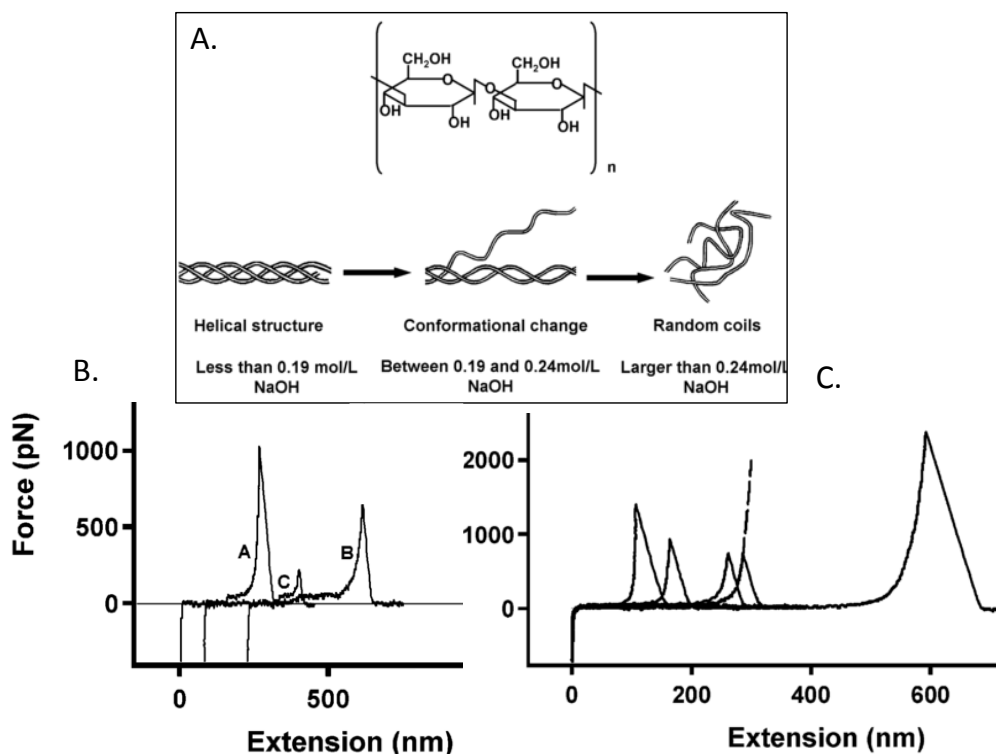 A.
CH2OH
CH2OH
O
O
O
OH
OH
OH
OH
n
Helical structure
Conformational change
Random coils
Less than 0.19 mol/L
NaOH
Between 0.19 and 0.24mol/L
NaOH
Larger than 0.24mol/L
NaOH
B.
C.
Force (pN)
1000
500
0
A
C
B
0
500
Extension (nm)
2000
1000
0
0
200
400
600
Extension (nm)